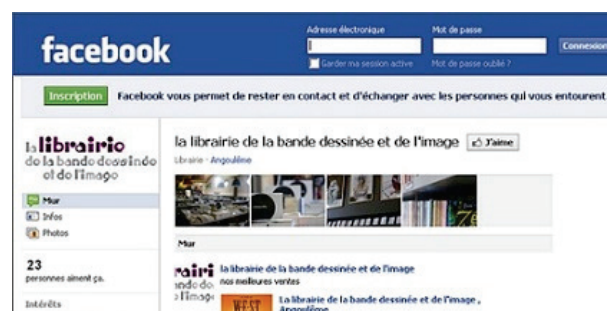 facebook
Adresse électronique
Mot de passe
Garder ma session active
Mot de passe oublié ?
Connexion
Inscription
Facebook vous permet de rester en contact et d'échanger avec les personnes qui vous entourent
la librairie
de la bande dessinée
et de l'image
Mur
Infos
Photos
23
personnes aiment ça.
Intérêts
la librairie de la bande dessinée et de l'image
J'aime
Librairie · Angoulême
Mur
la librairie de la bande dessinée et de l'image
nos meilleures ventes
WEST
La librairie de la bande dessinée et de l'image ,
Angoulême